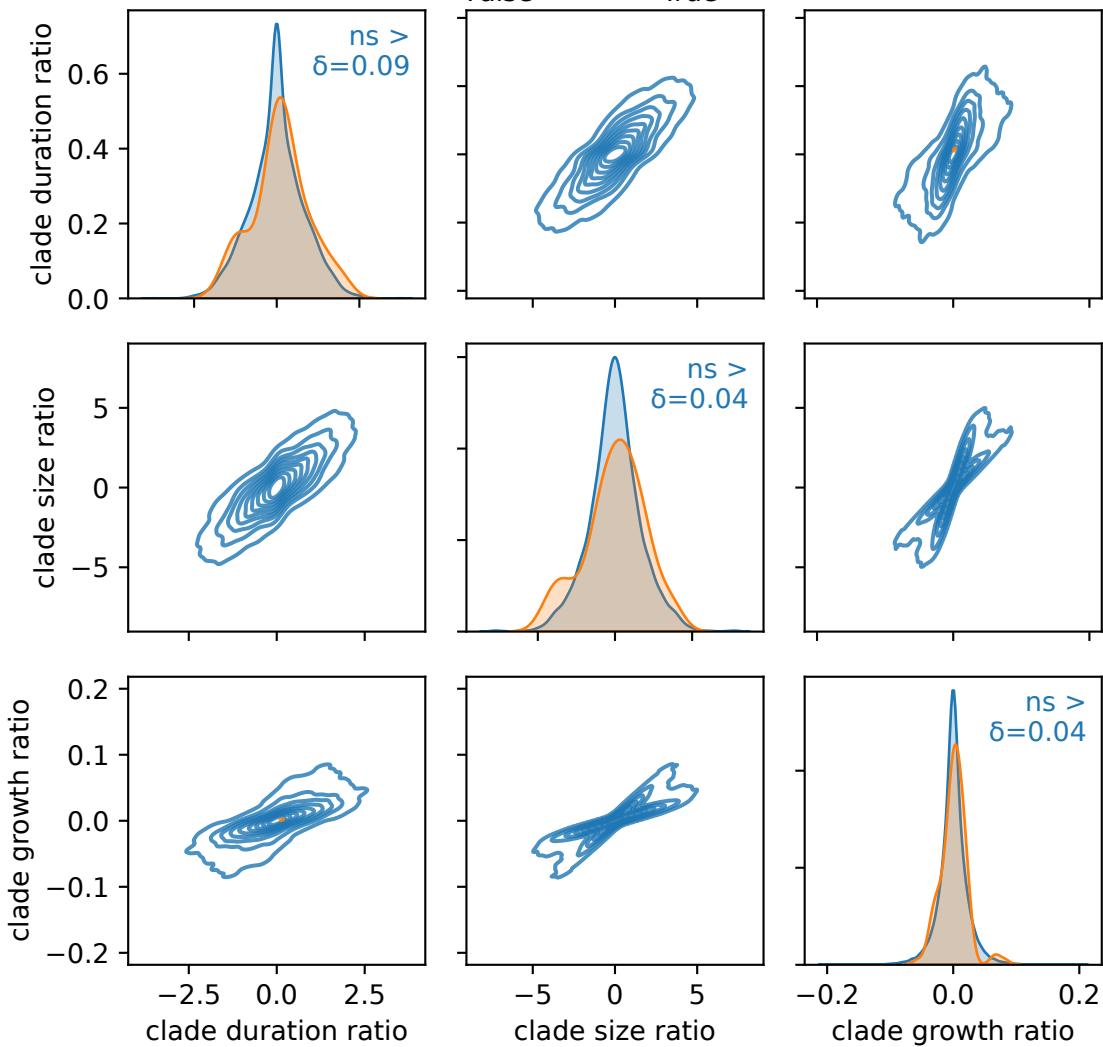 clade duration ratio
0.6
0.4
0.2
0.0
ns >
δ=0.09
clade size ratio
5
0
−5
ns >
δ=0.04
clade growth ratio
0.2
0.1
0.0
−0.1
−0.2
ns >
δ=0.04
−2.5 0.0 2.5
−5 0 5
−0.2 0.0 0.2
clade duration ratio
clade size ratio
clade growth ratio